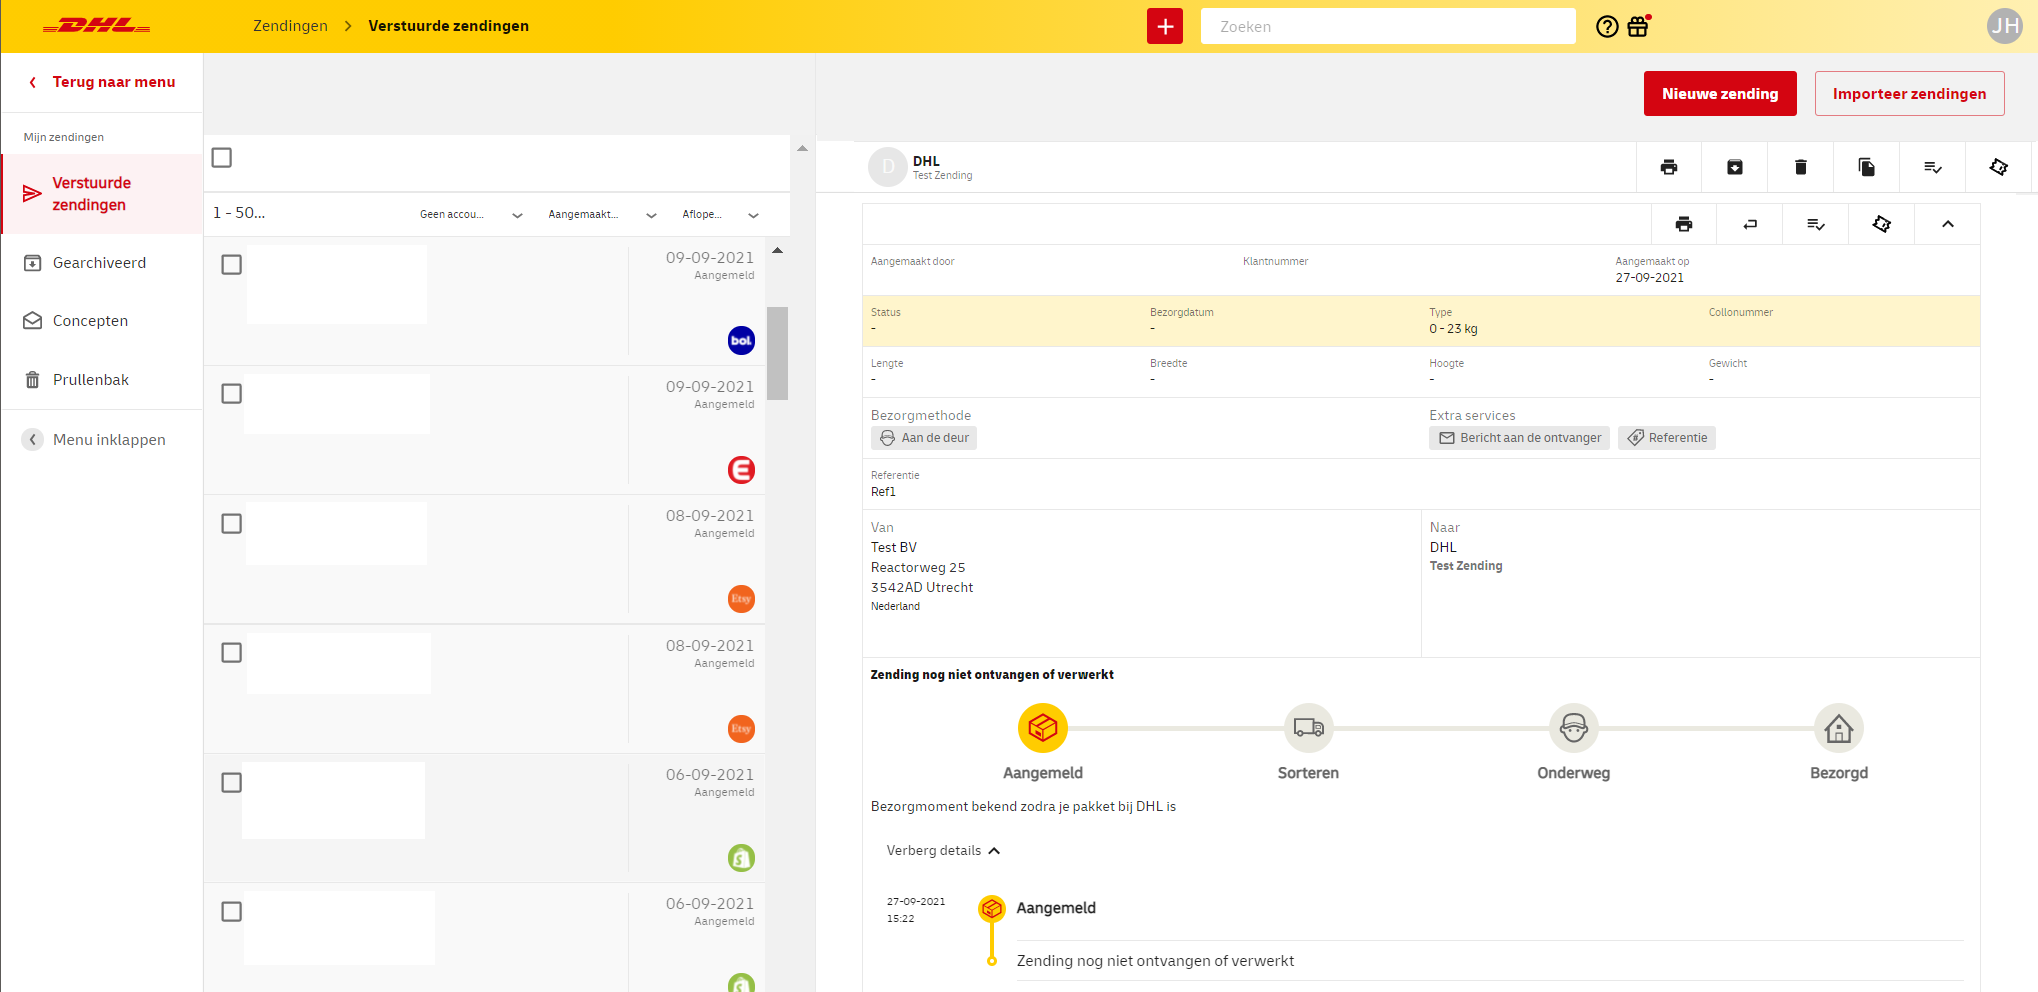 DHL
Zendingen > Verstuurde zendingen
+
Zoeken
JH
Terug naar menu
Mijn zendingen
Verstuurde
zendingen
Gearchiveerd
Concepten
Prullenbak
Menu inklappen
1 - 50...
Geen accou...
Aangemaakt...
Aflope...
09-09-2021
Aangemeld
bol.
09-09-2021
Aangemeld
E
08-09-2021
Aangemeld
Etsy
08-09-2021
Aangemeld
Etsy
06-09-2021
Aangemeld
S
06-09-2021
Aangemeld
S
Nieuwe zending
Importeer zendingen
D
DHL
Test Zending
Aangemaakt door
Klantnummer
Aangemaakt op
27-09-2021
Status
-
Bezorgdatum
-
Type
0 - 23 kg
Collonummer
Lengte
-
Breedte
-
Hoogte
-
Gewicht
-
Bezorgmethode
Aan de deur
Extra services
Bericht aan de ontvanger
Referentie
Referentie
Ref1
Van
Test BV
Reactorweg 25
3542AD Utrecht
Nederland
Naar
DHL
Test Zending
Zending nog niet ontvangen of verwerkt
Aangemeld
Sorteren
Onderweg
Bezorgd
Bezorgmoment bekend zodra je pakket bij DHL is
Verberg details
27-09-2021
15:22
Aangemeld
Zending nog niet ontvangen of verwerkt